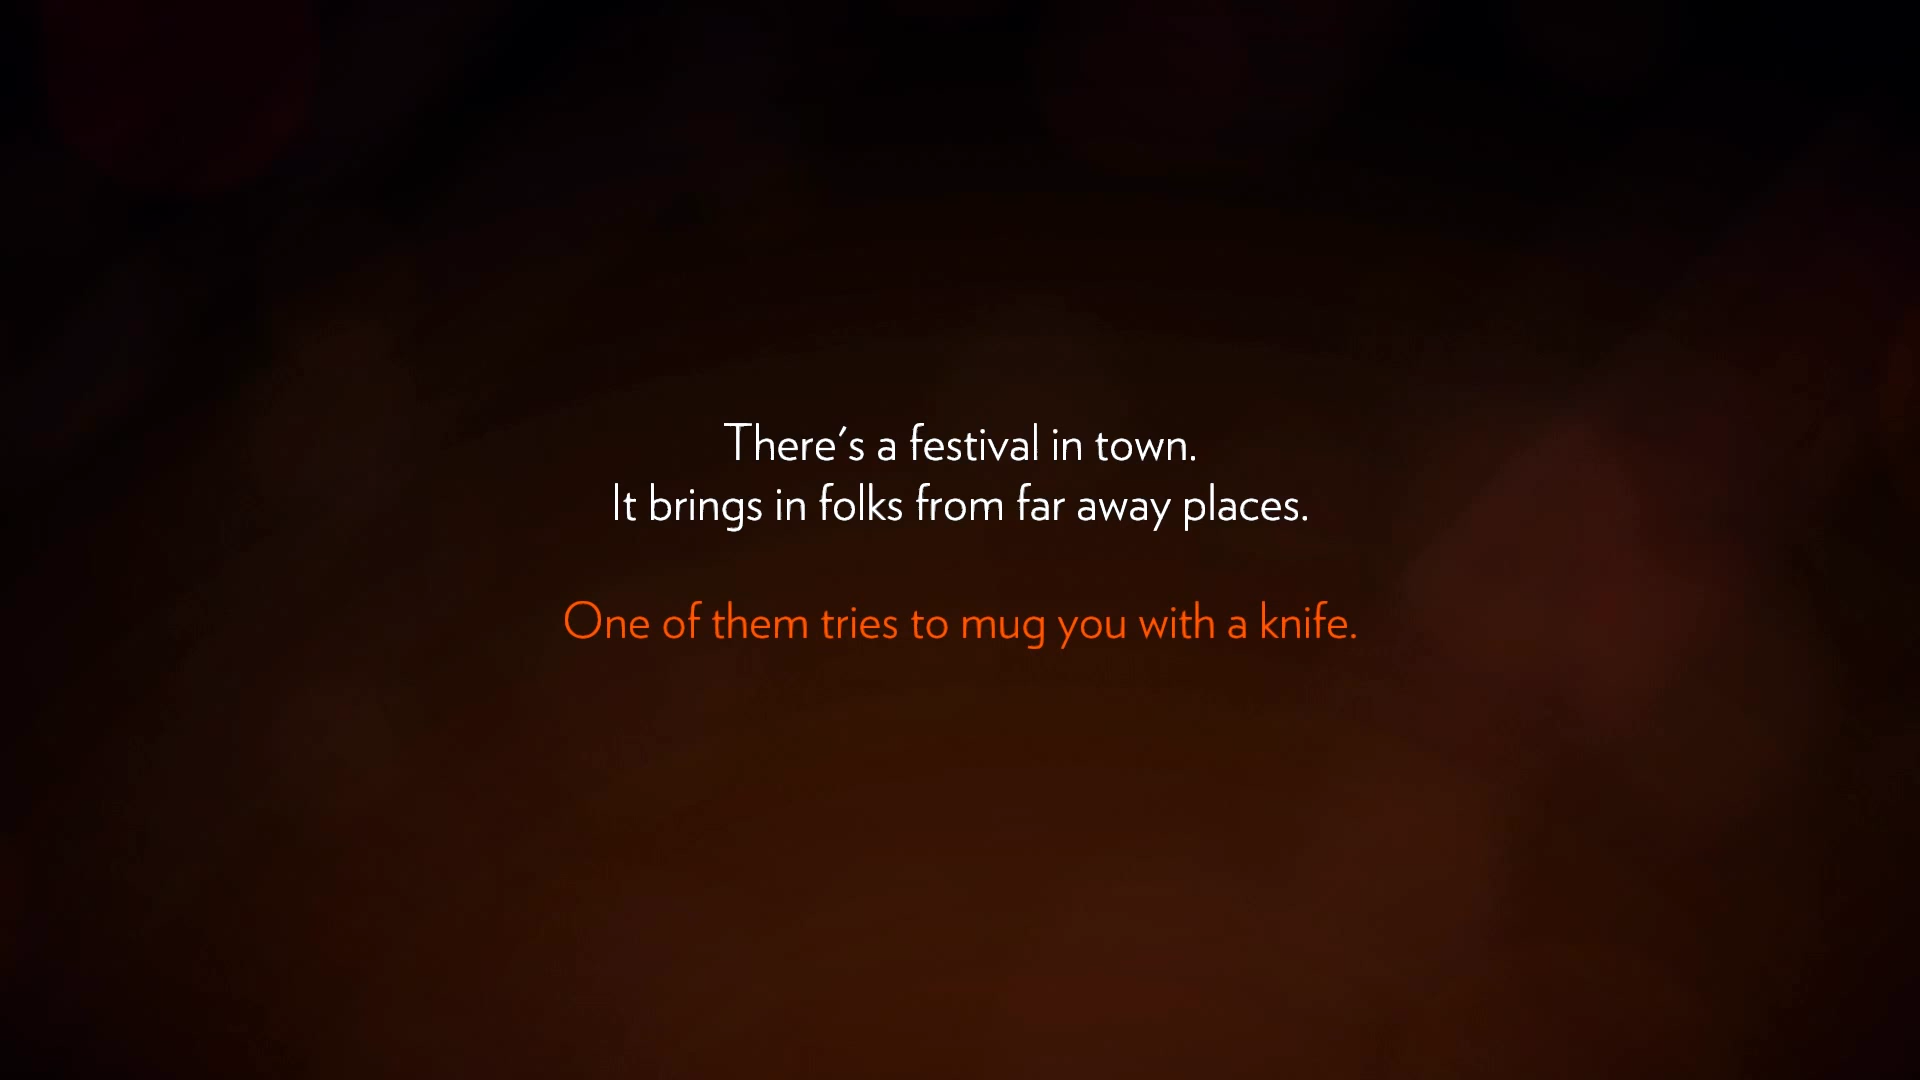 There's a festival in town.
It brings in folks from far away places.
One of them tries to mug you with a knife.